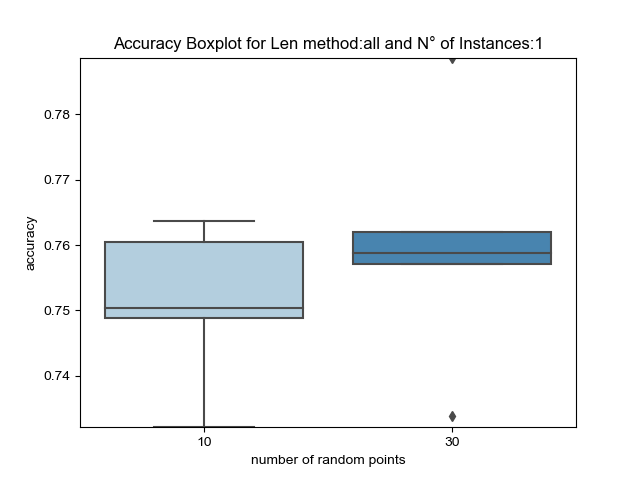 Accuracy Boxplot for Len method:all and N° of Instances:1
0.78
0.77
0.76
0.75
0.74
accuracy
10 30
number of random points